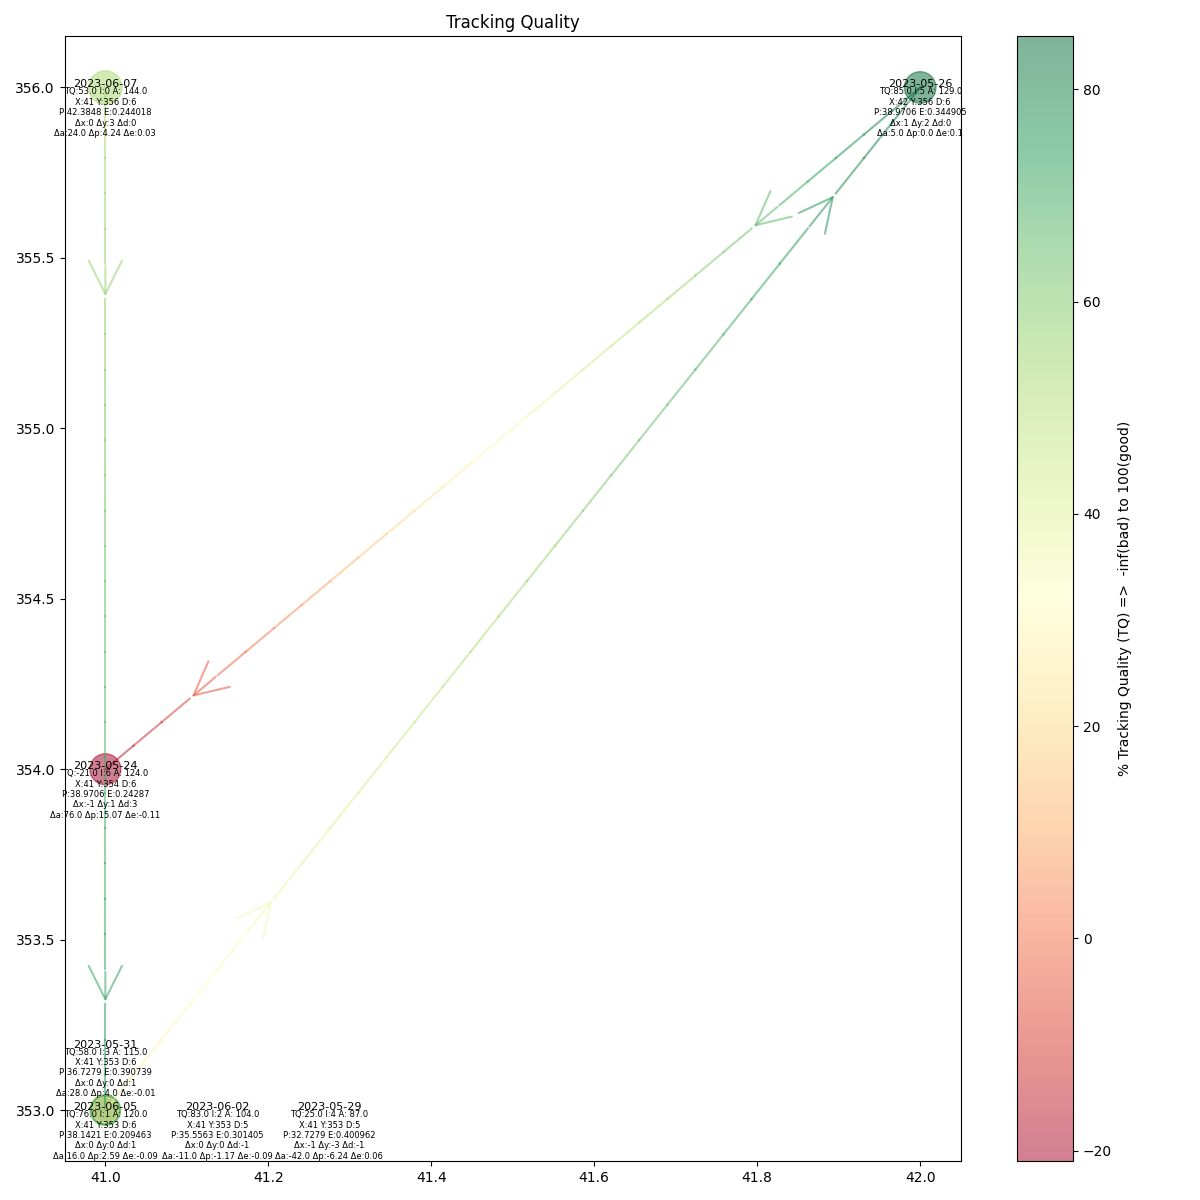 Tracking Quality
356.0
355.5
355.0
354.5
354.0
353.5
353.0
2023-06-07
TQ:53.0 I:0 A: 144.0
X:41 Y:356 D:6
P:42.3848 E:0.244018
Δx:0 Δy:3 Δd:0
Δa:24.0 Δp:4.24 Δe:0.03
2023-05-26
TQ:85.0 I:5 A: 129.0
X:42 Y:356 D:6
P:38.9706 E:0.344905
Δx:1 Δy:2 Δd:0
Δa:5.0 Δp:0.0 Δe:0.1
2023-05-24
TQ:-21.0 I:6 A: 124.0
X:41 Y:354 D:6
P:38.9706 E:0.24287
Δx:-1 Δy:1 Δd:3
Δa:76.0 Δp:15.07 Δe:-0.11
2023-05-31
TQ:58.0 I:3 A: 115.0
X:41 Y:353 D:6
P:36.7279 E:0.390739
Δx:0 Δy:0 Δd:1
Δa:28.0 Δp:4.0 Δe:-0.01
2023-06-05
TQ:76.0 I:1 A: 120.0
X:41 Y:353 D:6
P:38.1421 E:0.209463
Δx:0 Δy:0 Δd:1
Δa:16.0 Δp:2.59 Δe:-0.09
2023-06-02
TQ:83.0 I:2 A: 104.0
X:41 Y:353 D:5
P:35.5563 E:0.301405
Δx:0 Δy:0 Δd:-1
Δa:-11.0 Δp:-1.17 Δe:-0.09
2023-05-29
TQ:25.0 I:4 A: 87.0
X:41 Y:353 D:5
P:32.7279 E:0.400962
Δx:-1 Δy:-3 Δd:-1
Δa:-42.0 Δp:-6.24 Δe:0.06
41.0
41.2
41.4
41.6
41.8
42.0
80
60
40
20
0
−20
% Tracking Quality (TQ) => -inf(bad) to 100(good)